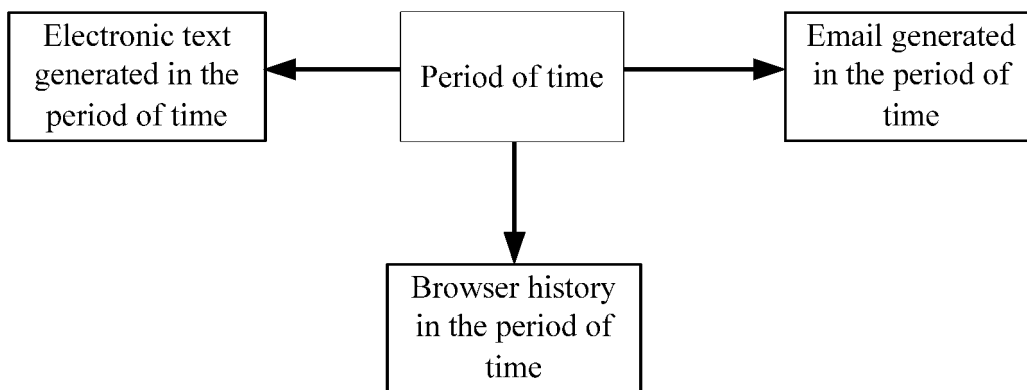 Electronic text
generated in the
period of time
Period of time
Email generated
in the period of
time
Browser history
in the period of
time